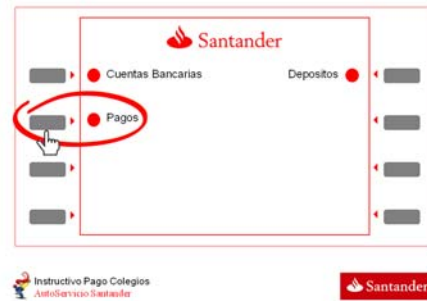 Santander
Cuentas Bancarias
Depositos
Pagos
Instructivo Pago Colegios
AutoServicio Santander
Santander